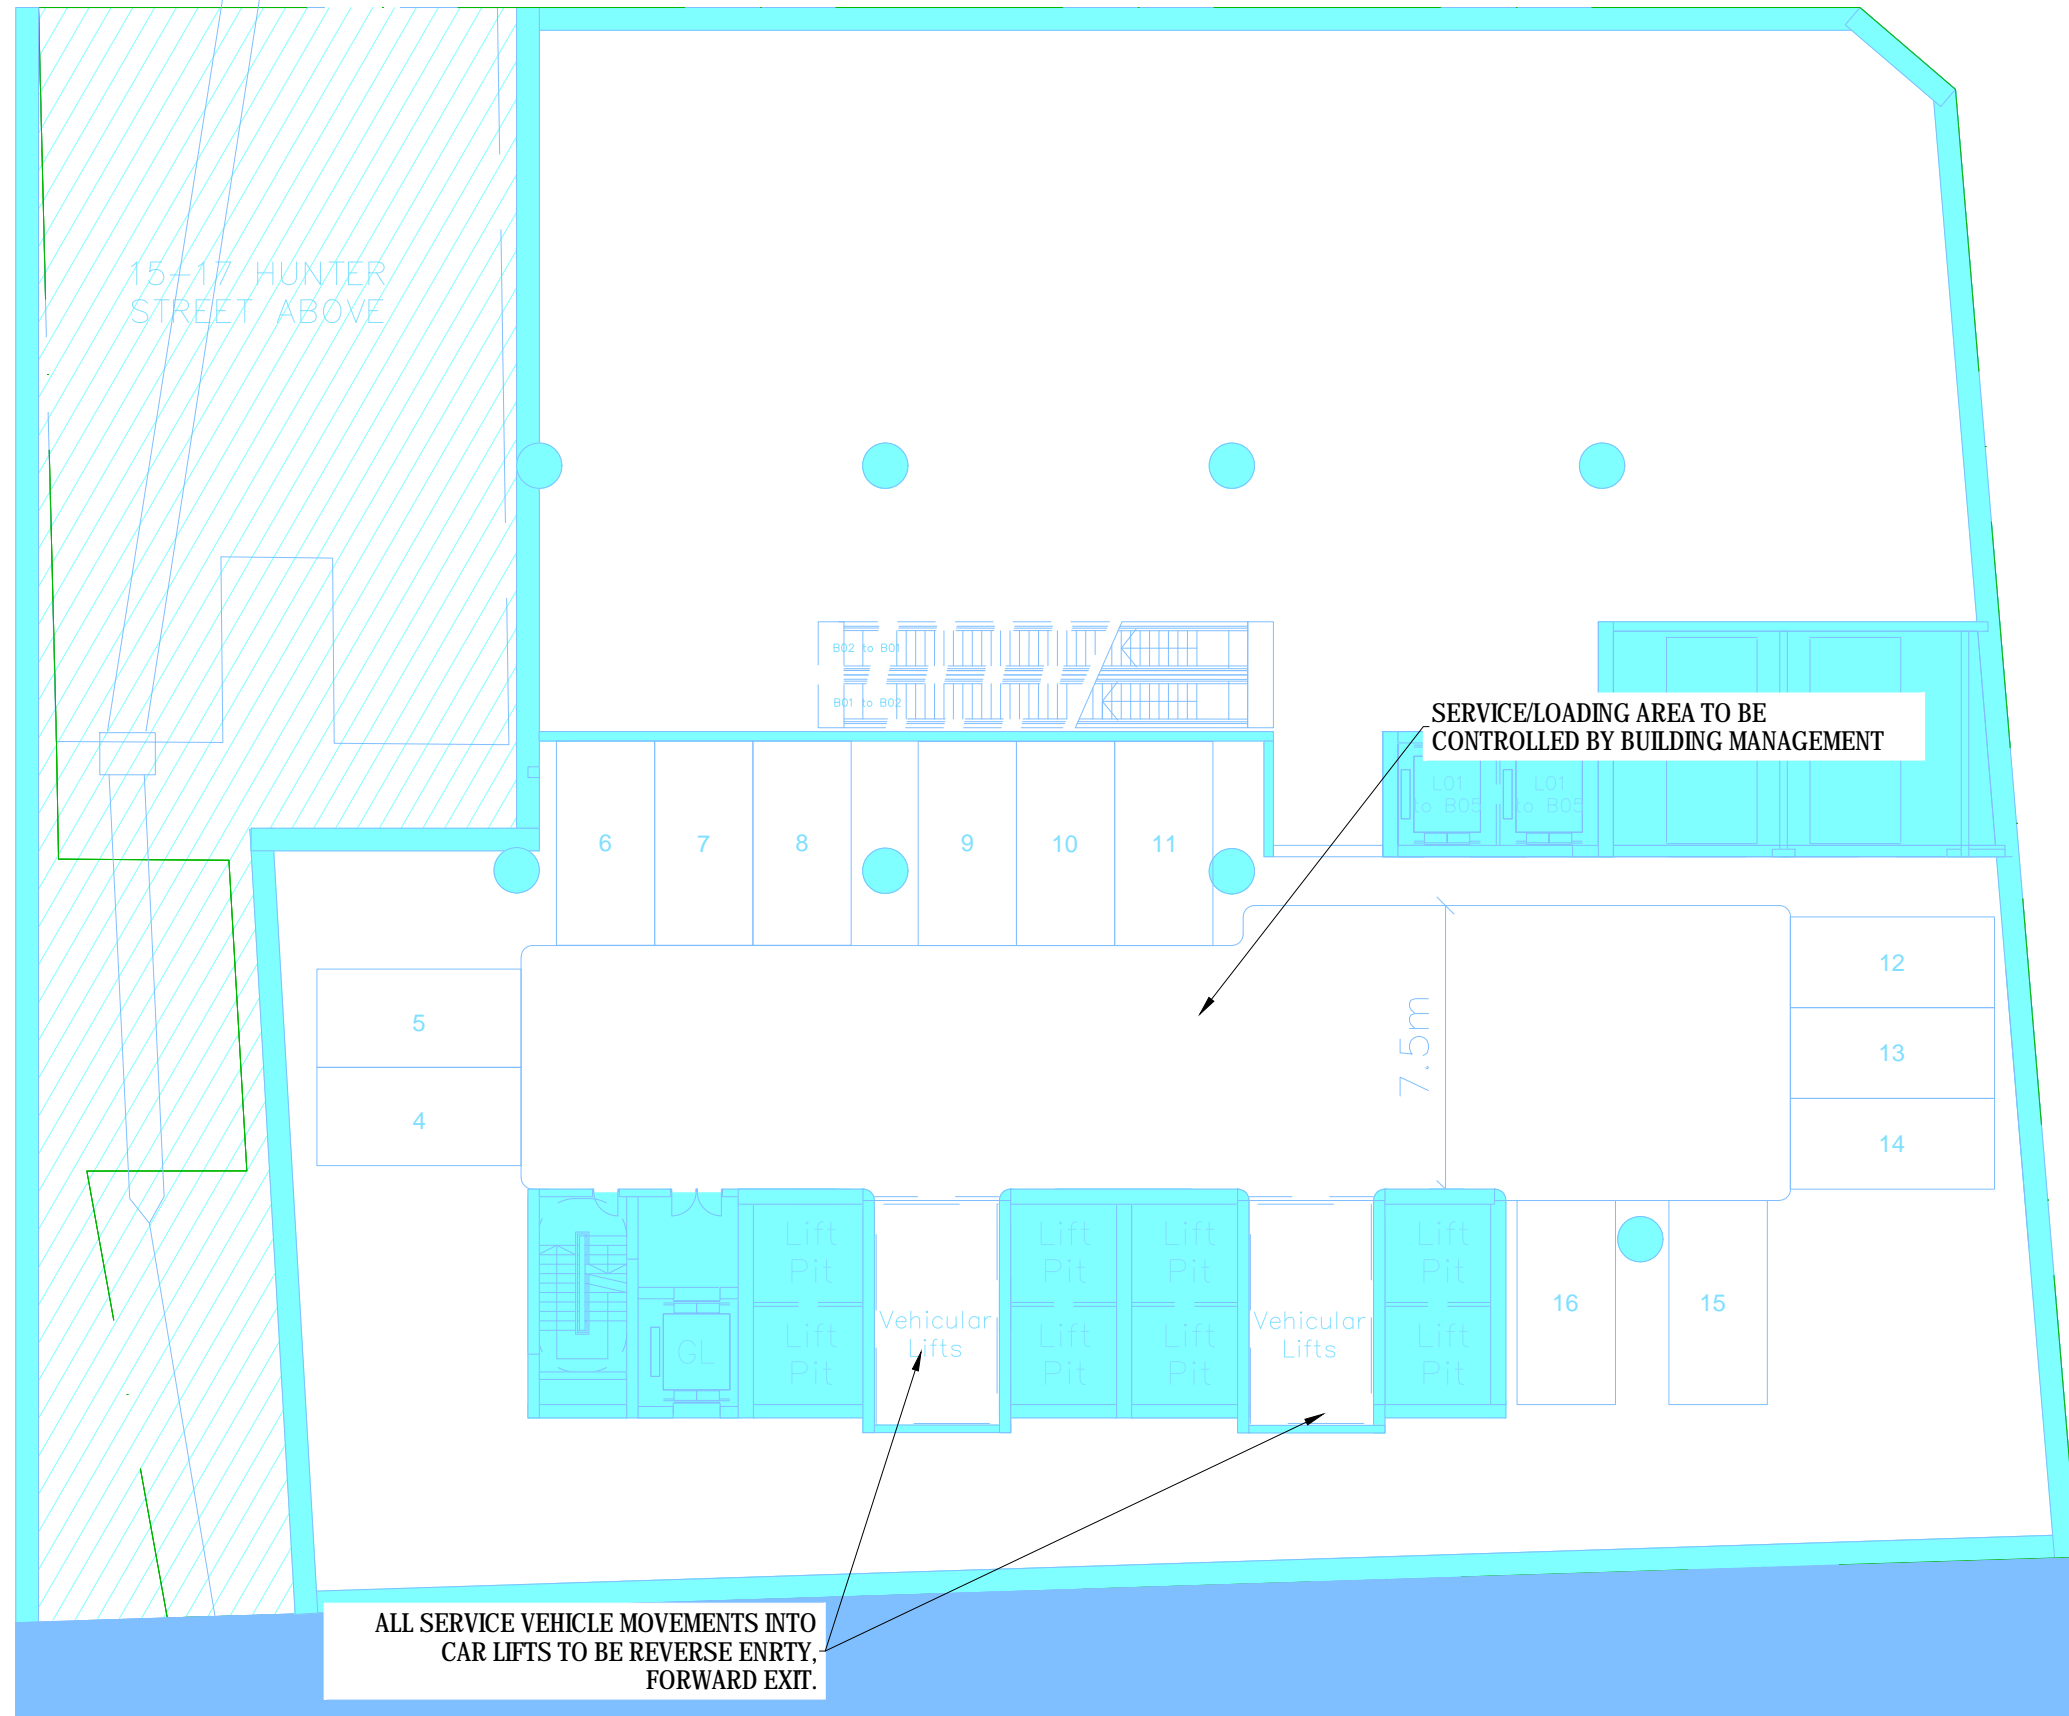 15-17 HUNTER
STREET ABOVE
B02 to B01
B01 to B02
SERVICE/LOADING AREA TO BE
CONTROLLED BY BUILDING MANAGEMENT
L01
to B05
L01
to B05
6
7
8
9
10
11
12
13
14
5
4
7.5m
Lift
Pit
Lift
Pit
Lift
Pit
Lift
Pit
Lift
Pit
Lift
Pit
Lift
Pit
Lift
Pit
GL
Vehicular
Lifts
Vehicular
Lifts
16
15
ALL SERVICE VEHICLE MOVEMENTS INTO
CAR LIFTS TO BE REVERSE ENRTY,
FORWARD EXIT.